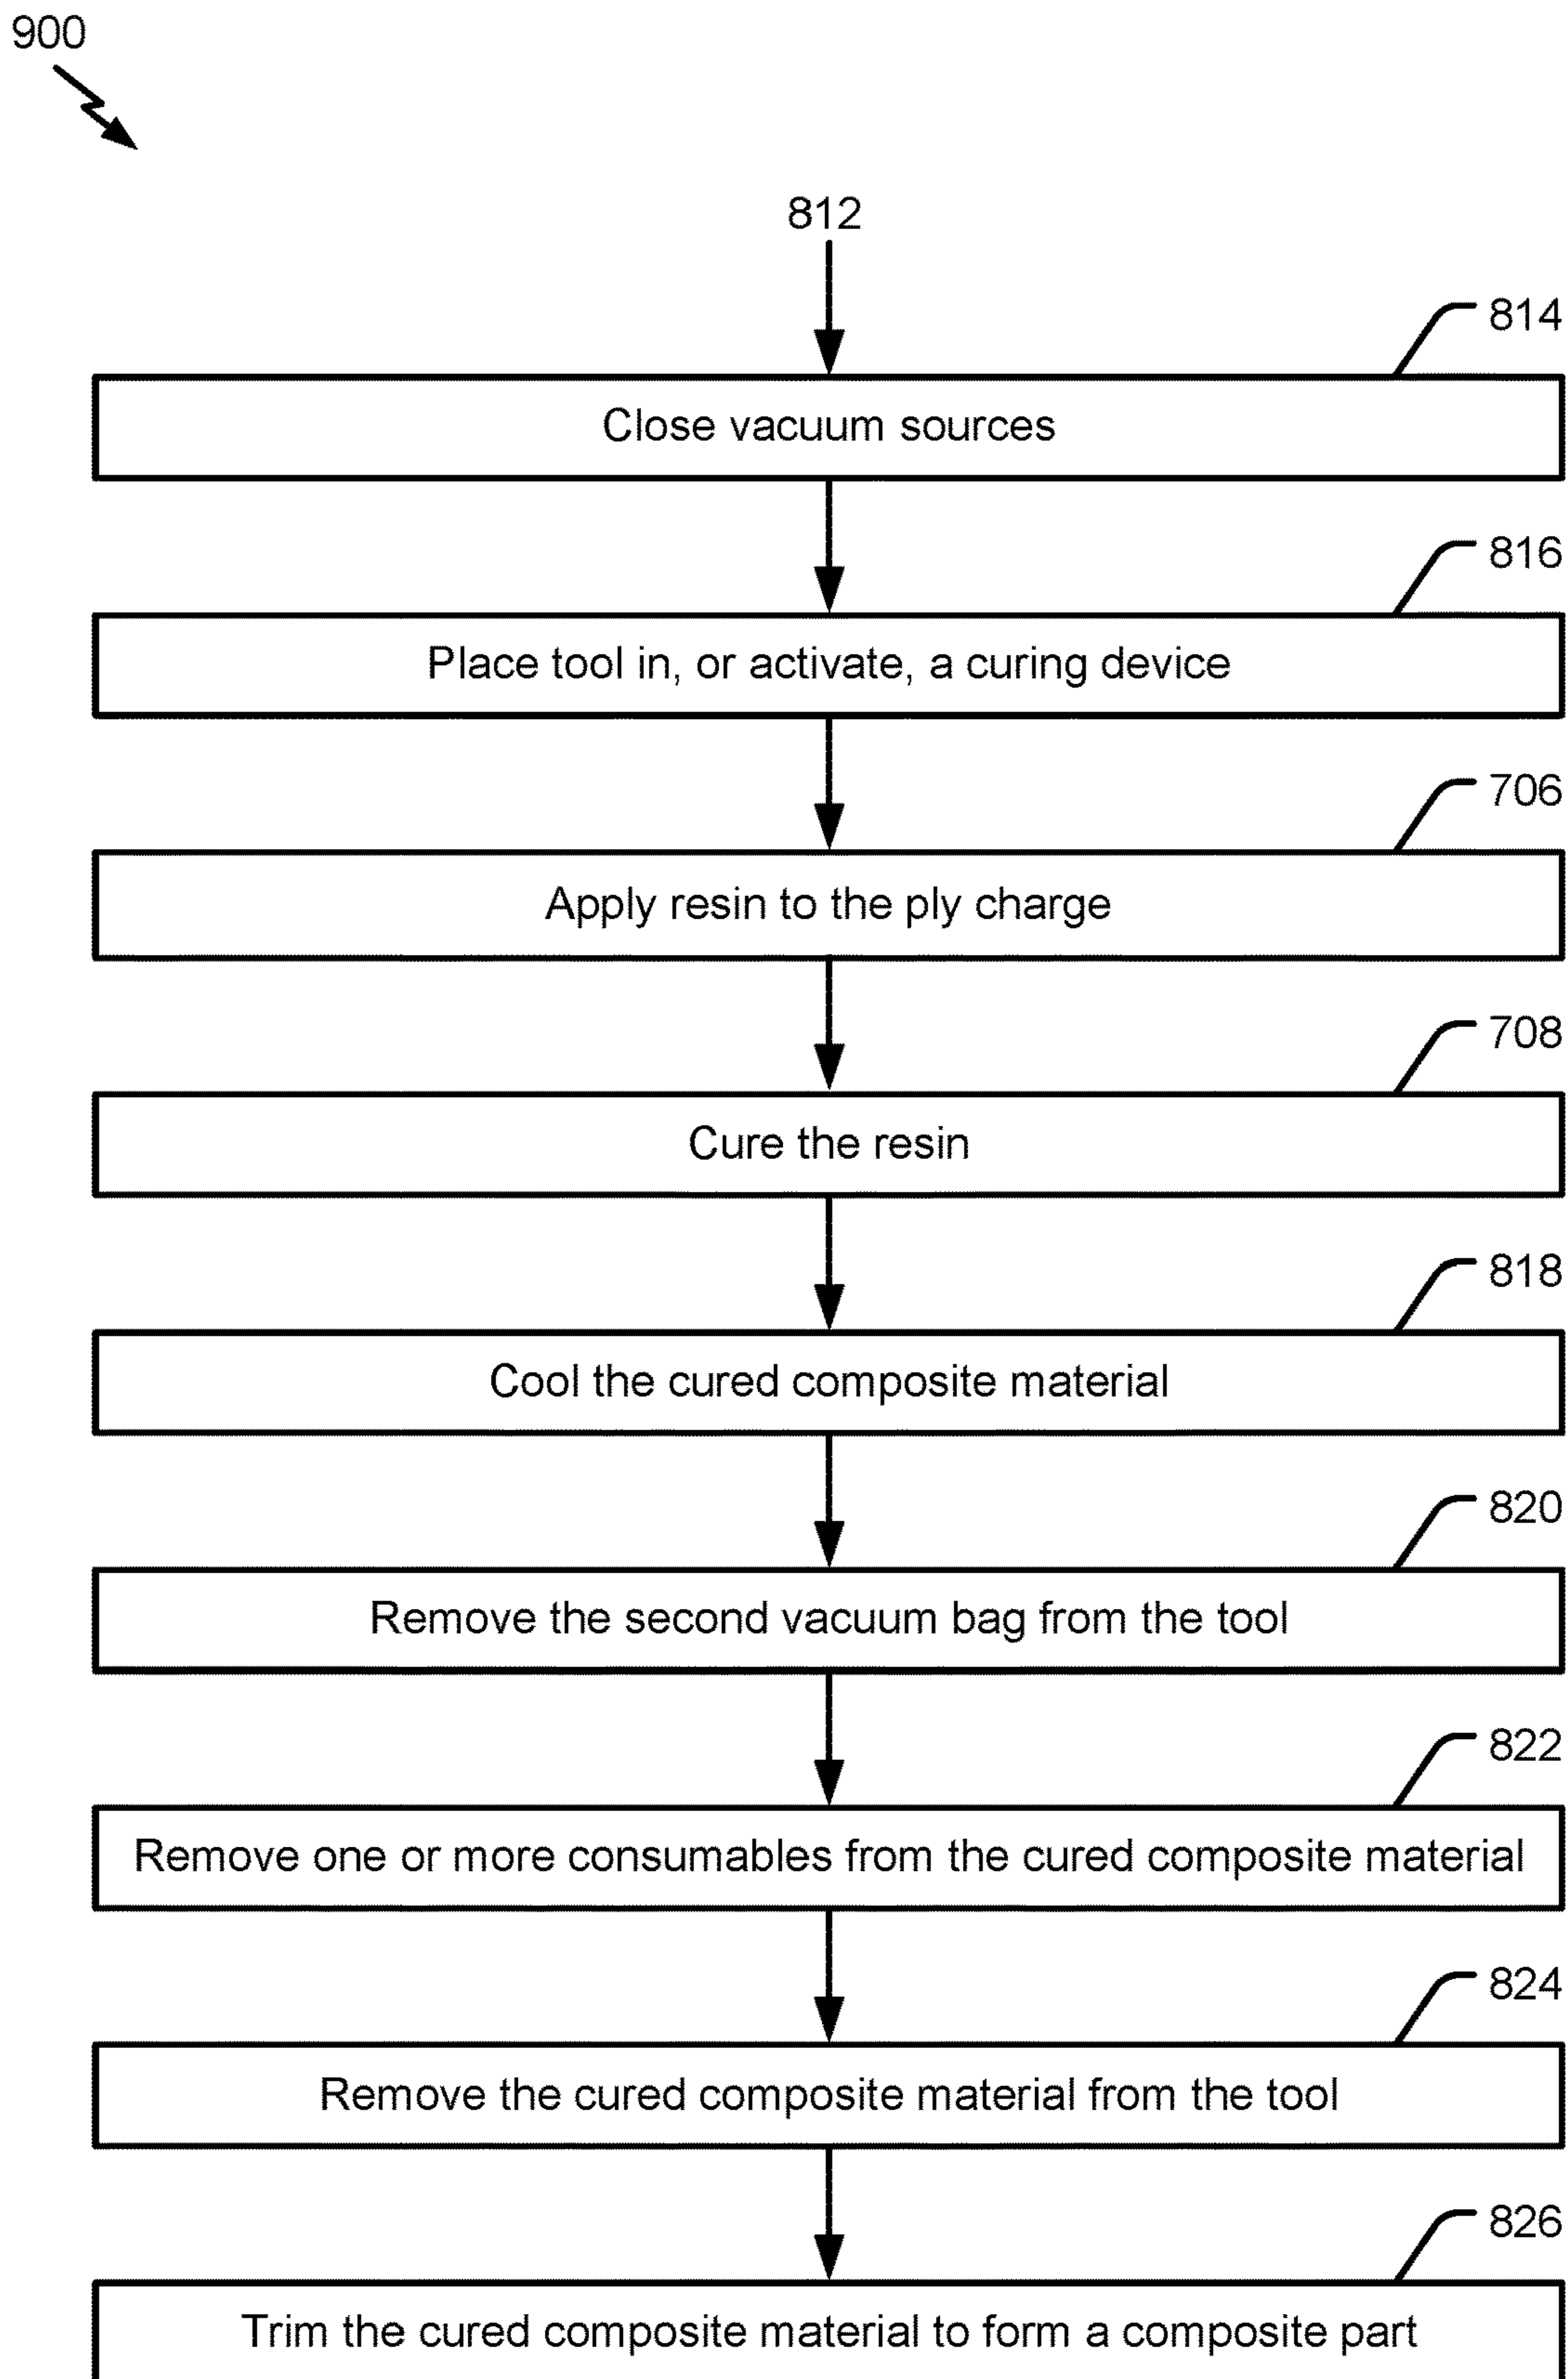 900
812
814
Close vacuum sources
816
Place tool in, or activate, a curing device
706
Apply resin to the ply charge
708
Cure the resin
818
Cool the cured composite material
820
Remove the second vacuum bag from the tool
822
Remove one or more consumables from the cured composite material
824
Remove the cured composite material from the tool
826
Trim the cured composite material to form a composite part